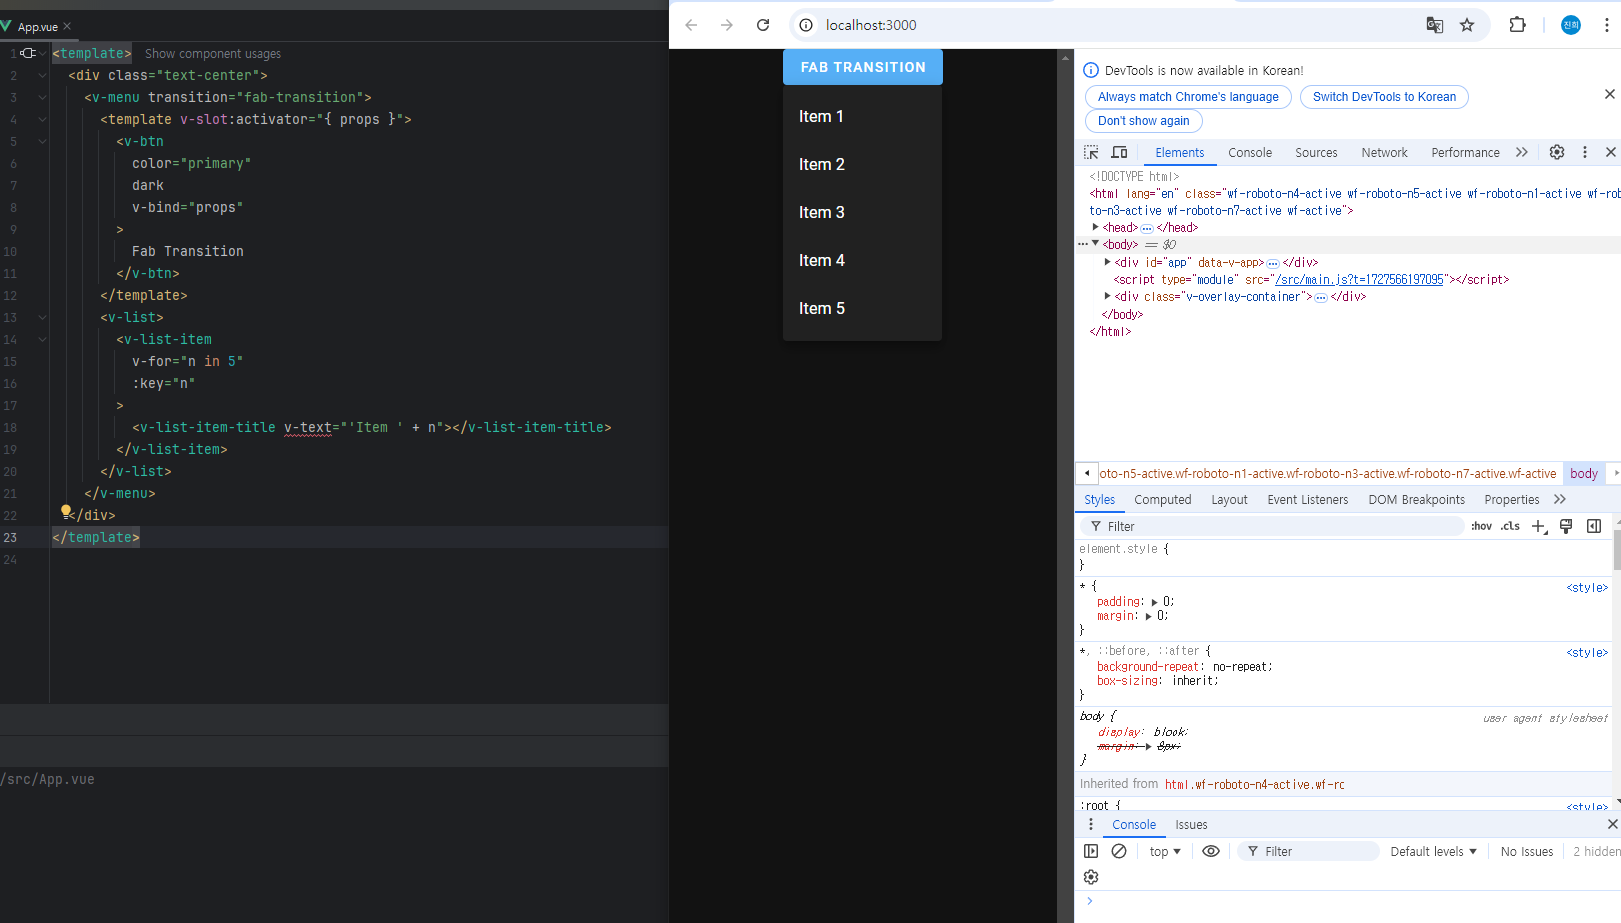 App.vue
localhost:3000
진희
1 <template> Show component usages
2 <div class="text-center">
3 <v-menu transition="fab-transition">
4 <template v-slot:activator="{ props }">
5 <v-btn
6 color="primary"
7 dark
8 v-bind="props"
9 >
10 Fab Transition
11 </v-btn>
12 </template>
13 <v-list>
14 <v-list-item
15 v-for="n in 5"
16 :key="n"
17 >
18 <v-list-item-title v-text="'Item ' + n"></v-list-item-title>
19 </v-list-item>
20 </v-list>
21 </v-menu>
22 </div>
23 </template>
24
/src/App.vue
FAB TRANSITION
Item 1
Item 2
Item 3
Item 4
Item 5
DevTools is now available in Korean!
Always match Chrome's language Switch DevTools to Korean
Don't show again
Elements Console Sources Network Performance
<!DOCTYPE html>
<html lang="en" class="wf-roboto-n4-active wf-roboto-n5-active wf-roboto-n1-active wf-rob
to-n3-active wf-roboto-n7-active wf-active">
<head> … </head>
… <body> == $0
<div id="app" data-v-app> … </div>
<script type="module" src="/src/main.js?t=1727566197095"></script>
<div class="v-overlay-container"> … </div>
</body>
</html>
oto-n5-active.wf-roboto-n1-active.wf-roboto-n3-active.wf-roboto-n7-active.wf-active body
Styles Computed Layout Event Listeners DOM Breakpoints Properties
Filter :hov .cls
element.style {
}
* { <style>
padding: 0;
margin: 0;
}
*, ::before, ::after { <style>
background-repeat: no-repeat;
box-sizing: inherit;
}
body { user agent stylesheet
display: block;
margin: 8px;
}
Inherited from html.wf-roboto-n4-active.wf-ro
:root { <style>
Console Issues
top Filter Default levels No Issues 2 hidden